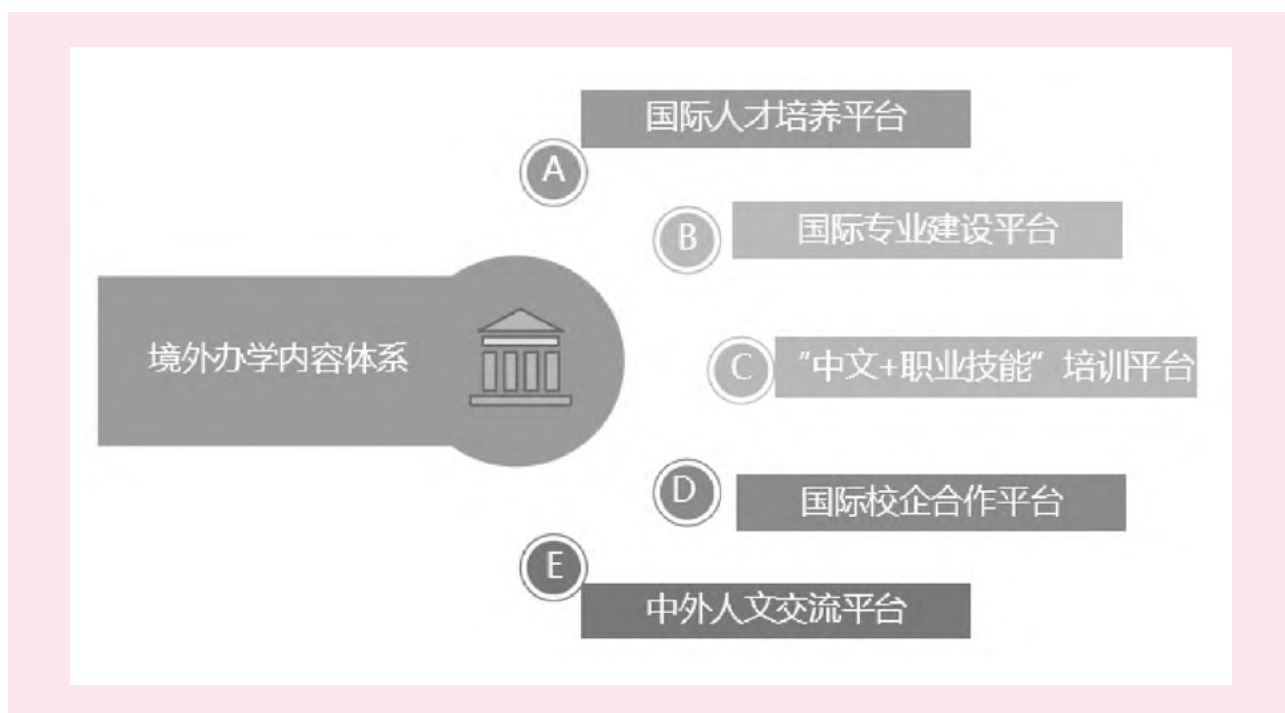 国际人才培养平台
A
B
国际专业建设平台
境外办学内容体系
C
“中文+职业技能”培训平台
D
国际校企合作平台
E
中外人文交流平台